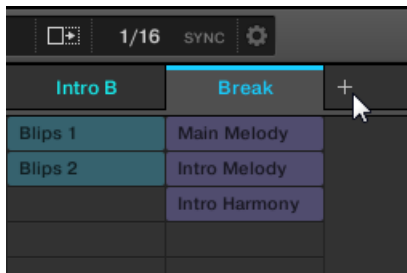 1/16 SYNC
Intro B Break +
Blips 1 Main Melody
Blips 2 Intro Melody
Intro Harmony